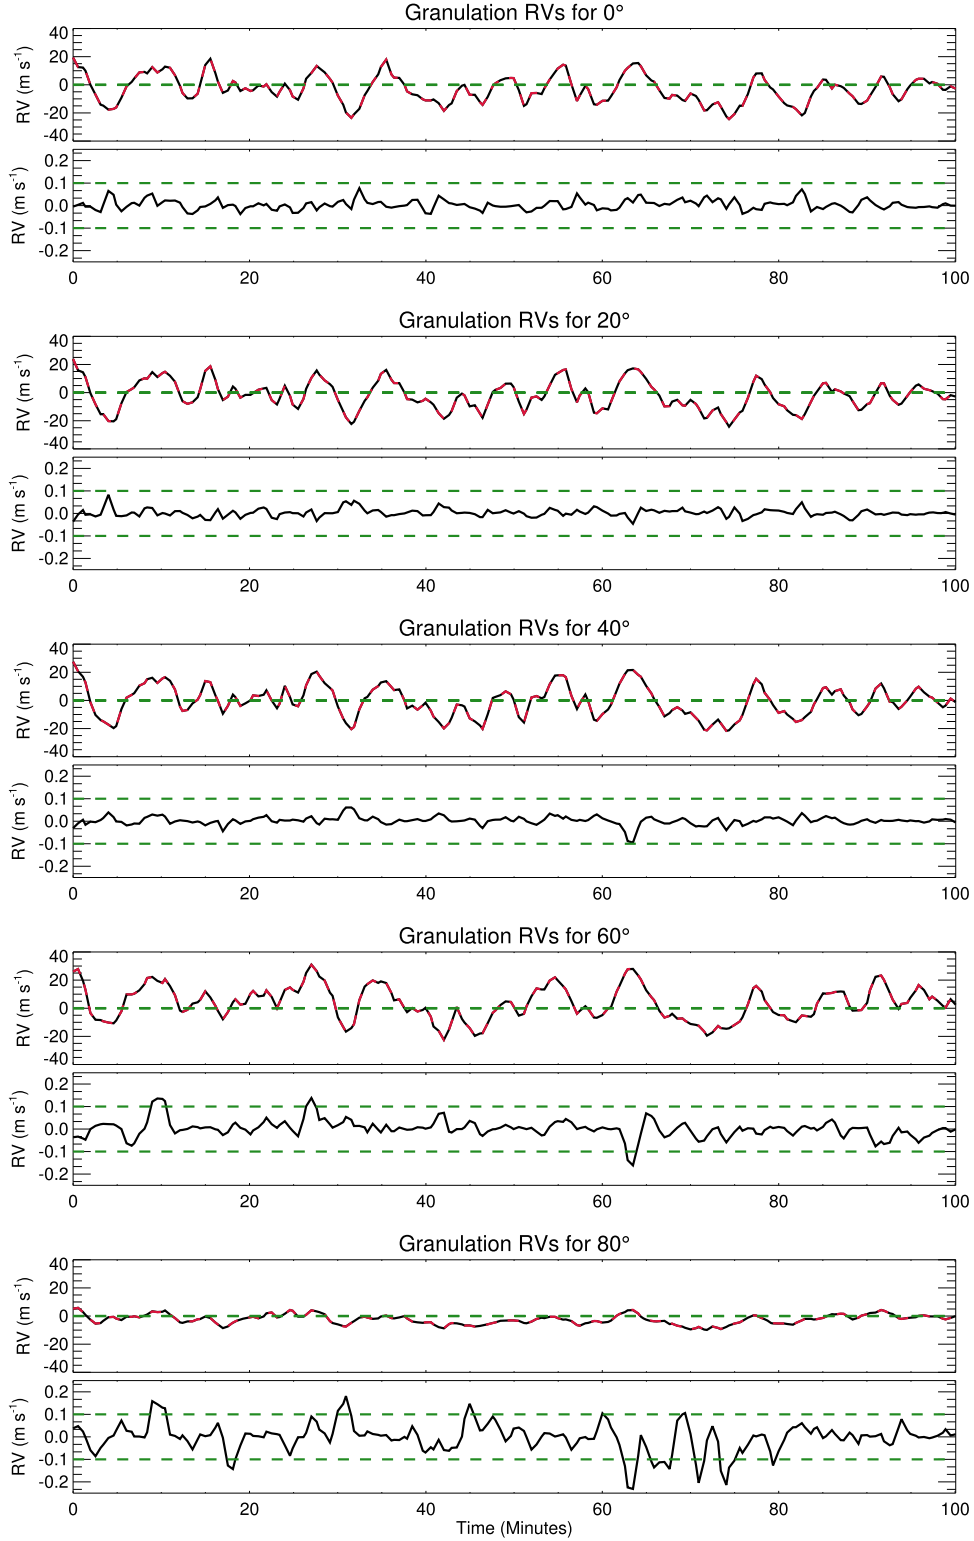 Granulation RVs for 0°
RV (m s⁻¹)
40
20
0
-20
-40
RV (m s⁻¹)
0.2
0.1
0.0
-0.1
-0.2
0 20 40 60 80 100
Granulation RVs for 20°
RV (m s⁻¹)
40
20
0
-20
-40
RV (m s⁻¹)
0.2
0.1
0.0
-0.1
-0.2
0 20 40 60 80 100
Granulation RVs for 40°
RV (m s⁻¹)
40
20
0
-20
-40
RV (m s⁻¹)
0.2
0.1
0.0
-0.1
-0.2
0 20 40 60 80 100
Granulation RVs for 60°
RV (m s⁻¹)
40
20
0
-20
-40
RV (m s⁻¹)
0.2
0.1
0.0
-0.1
-0.2
0 20 40 60 80 100
Granulation RVs for 80°
RV (m s⁻¹)
40
20
0
-20
-40
RV (m s⁻¹)
0.2
0.1
0.0
-0.1
-0.2
0 20 40 60 80 100
Time (Minutes)